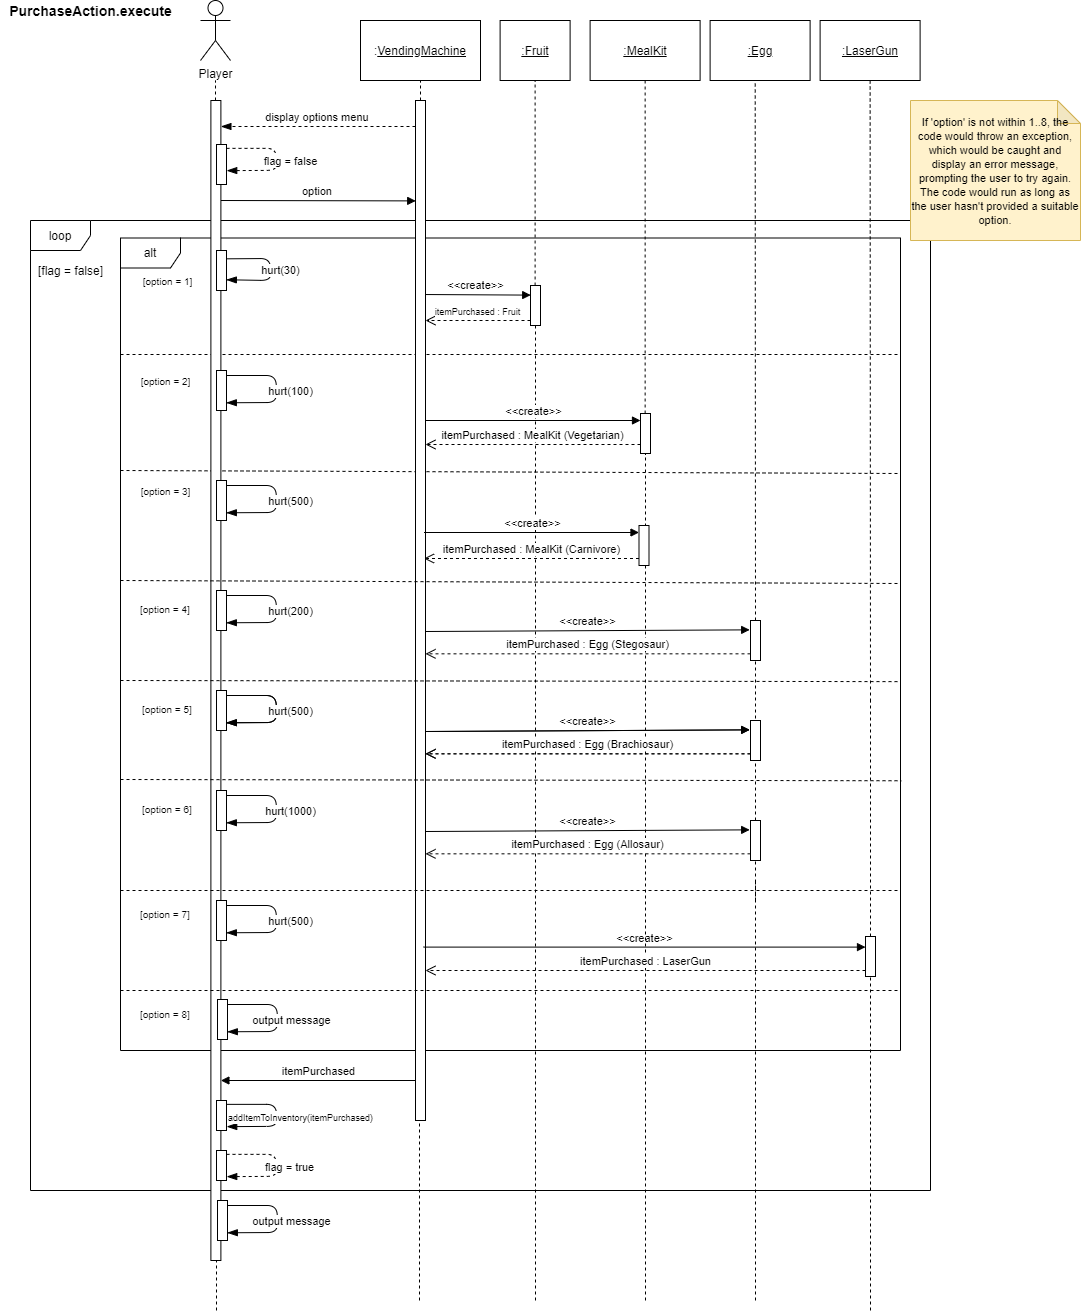 PurchaseAction.execute
Player
:VendingMachine
:Fruit
:MealKit
:Egg
:LaserGun
If 'option' is not within 1..8, the
code would throw an exception,
which would be caught and
display an error message,
prompting the user to try again.
The code would run as long as
the user hasn't provided a suitable
option.
display options menu
flag = false
option
loop
[flag = false]
alt
[option = 1]
hurt(30)
<<create>>
itemPurchased : Fruit
[option = 2]
hurt(100)
<<create>>
itemPurchased : MealKit (Vegetarian)
[option = 3]
hurt(500)
<<create>>
itemPurchased : MealKit (Carnivore)
[option = 4]
hurt(200)
<<create>>
itemPurchased : Egg (Stegosaur)
[option = 5]
hurt(500)
<<create>>
itemPurchased : Egg (Brachiosaur)
[option = 6]
hurt(1000)
<<create>>
itemPurchased : Egg (Allosaur)
[option = 7]
hurt(500)
<<create>>
itemPurchased : LaserGun
[option = 8]
output message
itemPurchased
addItemToInventory(itemPurchased)
flag = true
output message